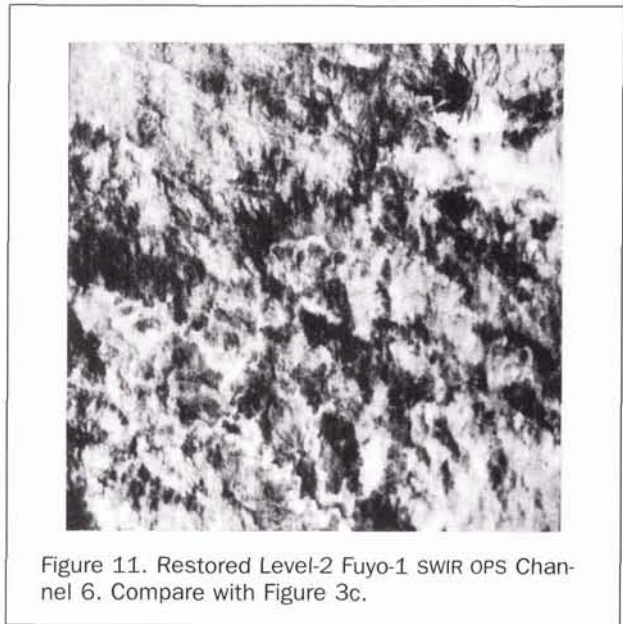 Figure 11. Restored Level-2 Fuyo-1 SWIR OPS Chan-
nel 6. Compare with Figure 3c.